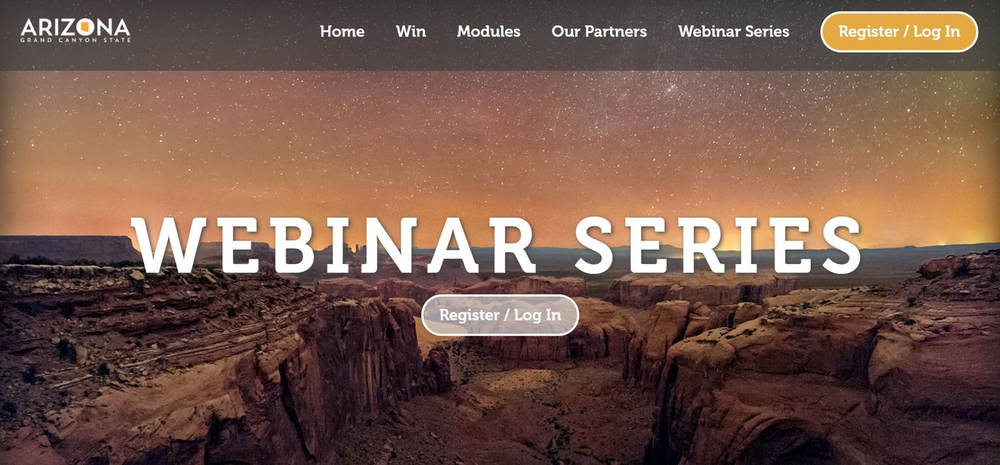 ARIZONA
GRAND CANYON STATE
Home
Win
Modules
Our Partners
Webinar Series
Register / Log In
WEBINAR SERIES
Register / Log In